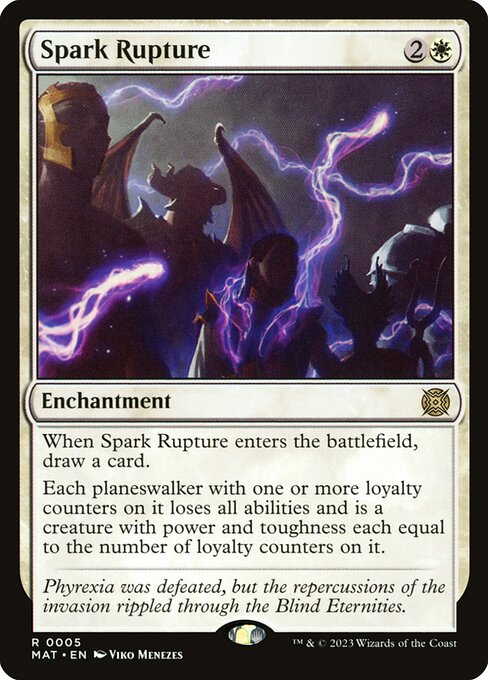 Spark Rupture 2
Enchantment
When Spark Rupture enters the battlefield,
draw a card.
Each planeswalker with one or more loyalty
counters on it loses all abilities and is a
creature with power and toughness each equal
to the number of loyalty counters on it.
Phyrexia was defeated, but the repercussions of the
invasion rippled through the Blind Eternities.
R 0005
MAT • EN Viko Menezes
™ & © 2023 Wizards of the Coast